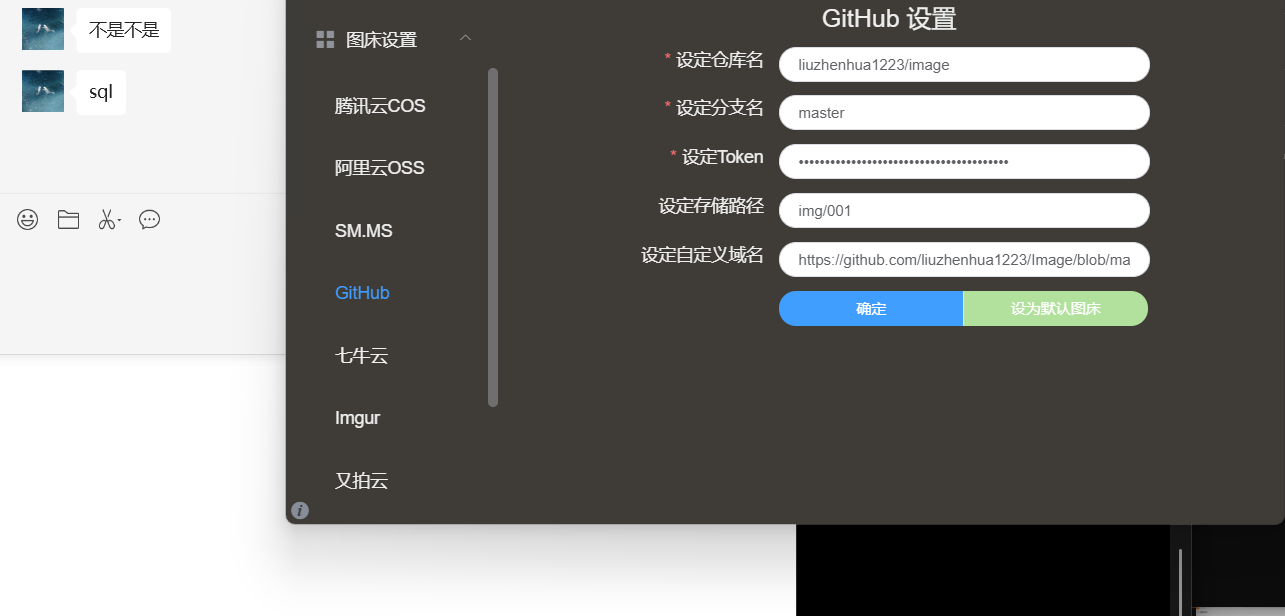 不是不是
sql
图床设置
腾讯云COS
阿里云OSS
SM.MS
GitHub
七牛云
Imgur
又拍云
GitHub 设置
* 设定仓库名
liuzhenhua1223/image
* 设定分支名
master
* 设定Token
设定存储路径
img/001
设定自定义域名
https://github.com/liuzhenhua1223/Image/blob/ma
确定
设为默认图床